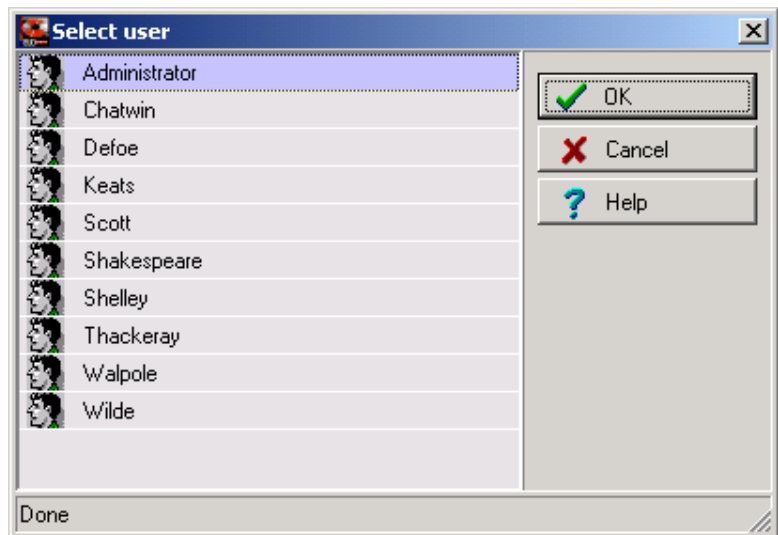 Select user
Administrator
Chatwin
Defoe
Keats
Scott
Shakespeare
Shelley
Thackeray
Walpole
Wilde
OK
Cancel
Help
Done